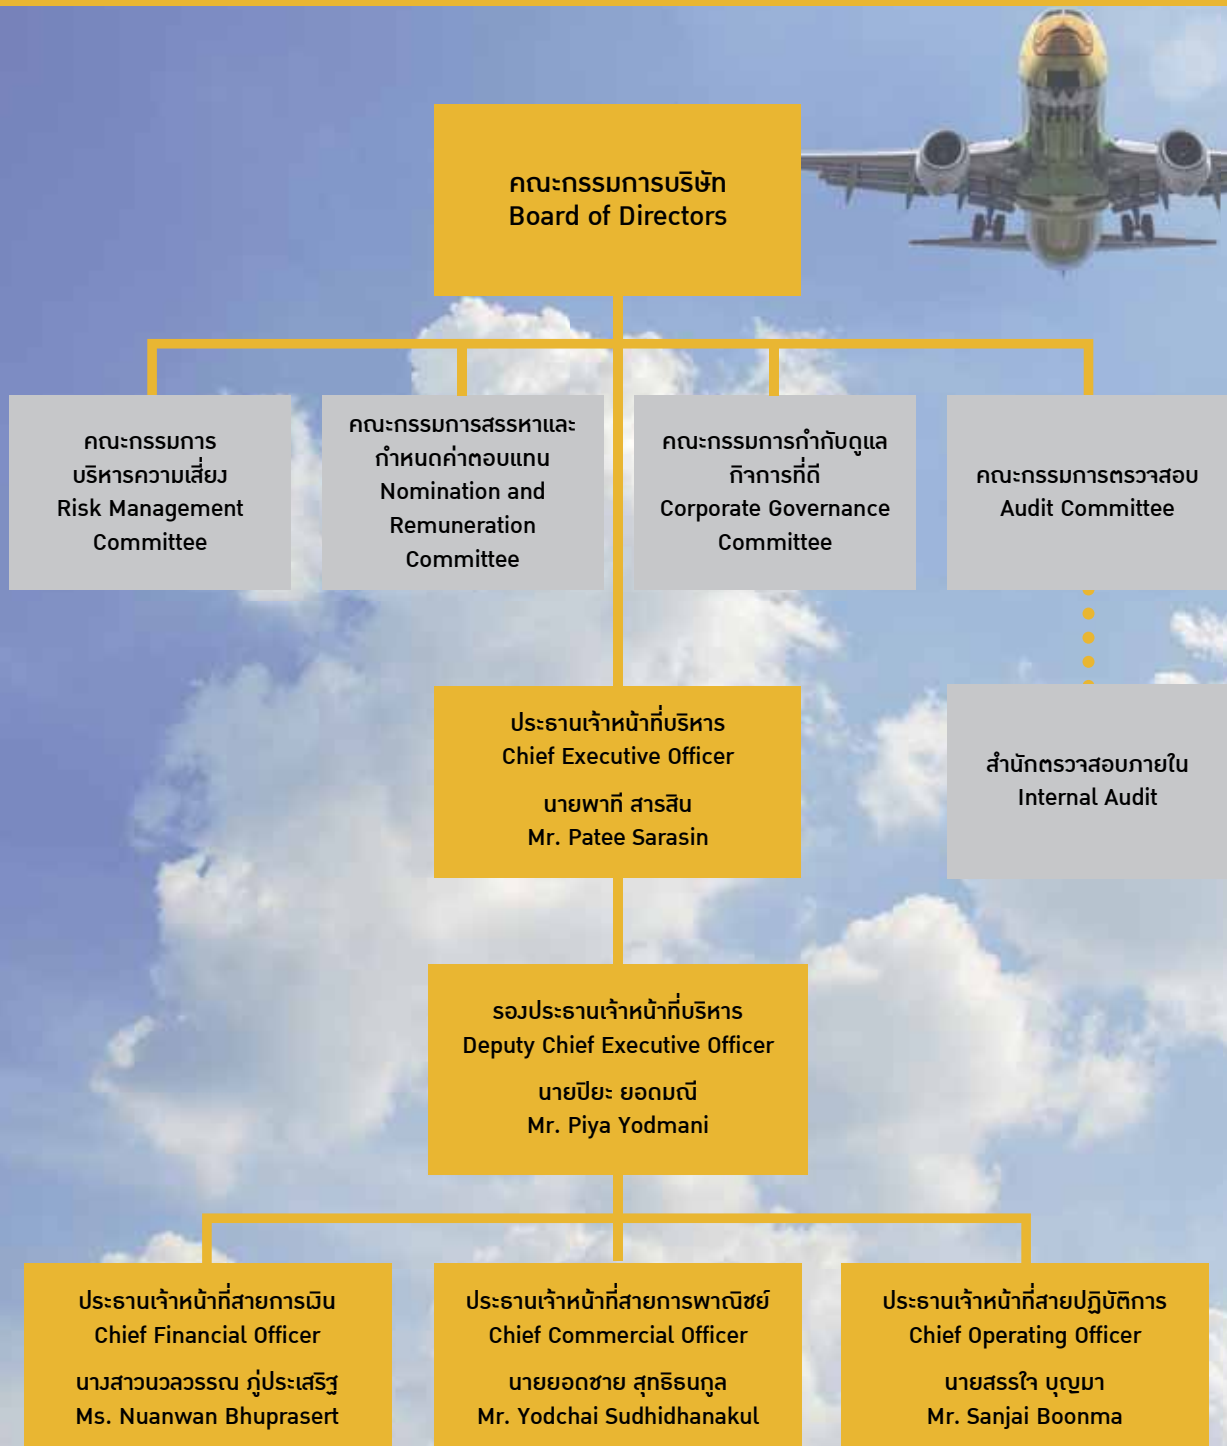 คณะกรรมการบริษัท
Board of Directors
คณะกรรมการ
บริหารความเสี่ยง
Risk Management
Committee
คณะกรรมการสรรหาและ
กำหนดค่าตอบแทน
Nomination and
Remuneration
Committee
คณะกรรมการกำกับดูแล
กิจการที่ดี
Corporate Governance
Committee
คณะกรรมการตรวจสอบ
Audit Committee
ประธานเจ้าหน้าที่บริหาร
Chief Executive Officer
นายพาที สารสิน
Mr. Patee Sarasin
สำนักตรวจสอบภายใน
Internal Audit
รองประธานเจ้าหน้าที่บริหาร
Deputy Chief Executive Officer
นายปิยะ ยอดมณี
Mr. Piya Yodmani
ประธานเจ้าหน้าที่สายการเงิน
Chief Financial Officer
นางสาวนวลวรรณ ภู่ประเสริฐ
Ms. Nuanwan Bhuprasert
ประธานเจ้าหน้าที่สายการพาณิชย์
Chief Commercial Officer
นายยอดชาย สุทธิธนกูล
Mr. Yodchai Sudhidhanakul
ประธานเจ้าหน้าที่สายปฏิบัติการ
Chief Operating Officer
นายสรรใจ บุญมา
Mr. Sanjai Boonma